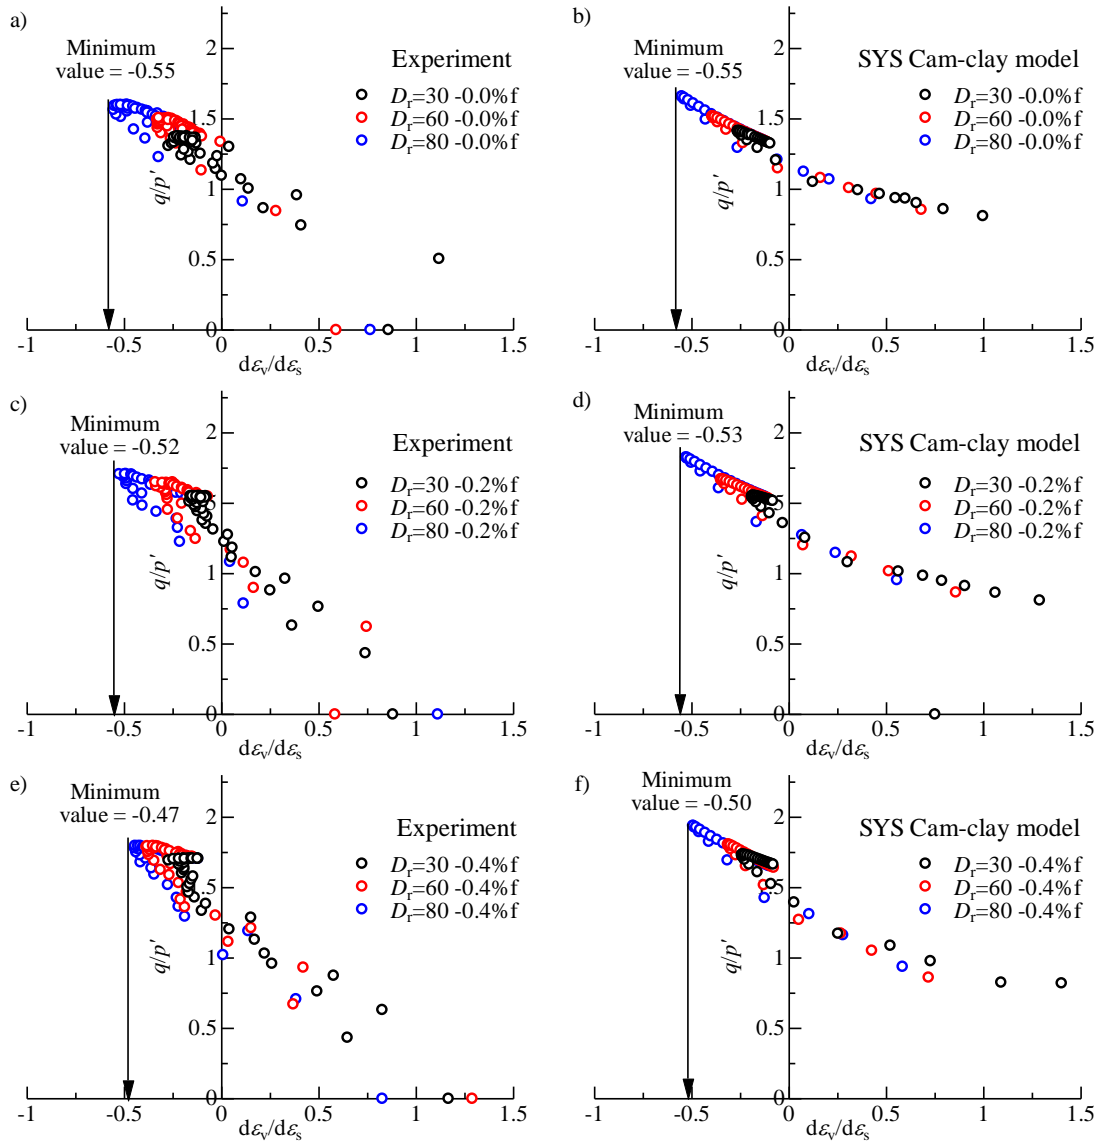 a)
Minimum
value = -0.55
Experiment
Dr=30 -0.0%f
Dr=60 -0.0%f
Dr=80 -0.0%f
q/p'
2
1.5
1
0.5
0
-1
-0.5
0
0.5
1
1.5
dεv/dεs
b)
Minimum
value = -0.55
SYS Cam-clay model
Dr=30 -0.0%f
Dr=60 -0.0%f
Dr=80 -0.0%f
q/p'
2
1.5
1
0.5
0
-1
-0.5
0
0.5
1
1.5
dεv/dεs
c)
Minimum
value = -0.52
Experiment
Dr=30 -0.2%f
Dr=60 -0.2%f
Dr=80 -0.2%f
q/p'
2
1.5
1
0.5
0
-1
-0.5
0
0.5
1
1.5
dεv/dεs
d)
Minimum
value = -0.53
SYS Cam-clay model
Dr=30 -0.2%f
Dr=60 -0.2%f
Dr=80 -0.2%f
q/p'
2
1.5
1
0.5
0
-1
-0.5
0
0.5
1
1.5
dεv/dεs
e)
Minimum
value = -0.47
Experiment
Dr=30 -0.4%f
Dr=60 -0.4%f
Dr=80 -0.4%f
q/p'
2
1.5
1
0.5
0
-1
-0.5
0
0.5
1
1.5
dεv/dεs
f)
Minimum
value = -0.50
SYS Cam-clay model
Dr=30 -0.4%f
Dr=60 -0.4%f
Dr=80 -0.4%f
q/p'
2
1.5
1
0.5
0
-1
-0.5
0
0.5
1
1.5
dεv/dεs